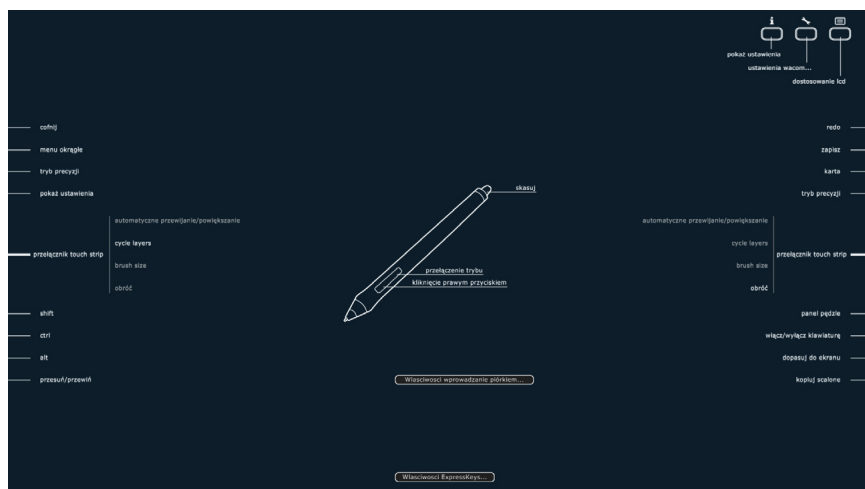 i
pokaż ustawienia
ustawienia wacom...
dostosowanie lcd
cofnij
menu okrągłe
tryb precyzji
pokaż ustawienia
automatyczne przewijanie/powiększanie
cycle layers
przełącznik touch strip
brush size
obróć
shift
ctrl
alt
przesuń/przewiń
skasuj
przełączenie trybu
kliknięcie prawym przyciskiem
Własciwosci wprowadzanie piórkiem...
Własciwosci ExpressKeys...
redo
zapisz
karta
tryb precyzji
automatyczne przewijanie/powiększanie
cycle layers
przełącznik touch strip
brush size
obróć
panel pędzle
włącz/wyłącz klawiaturę
dopasuj do ekranu
kopiuj scalone